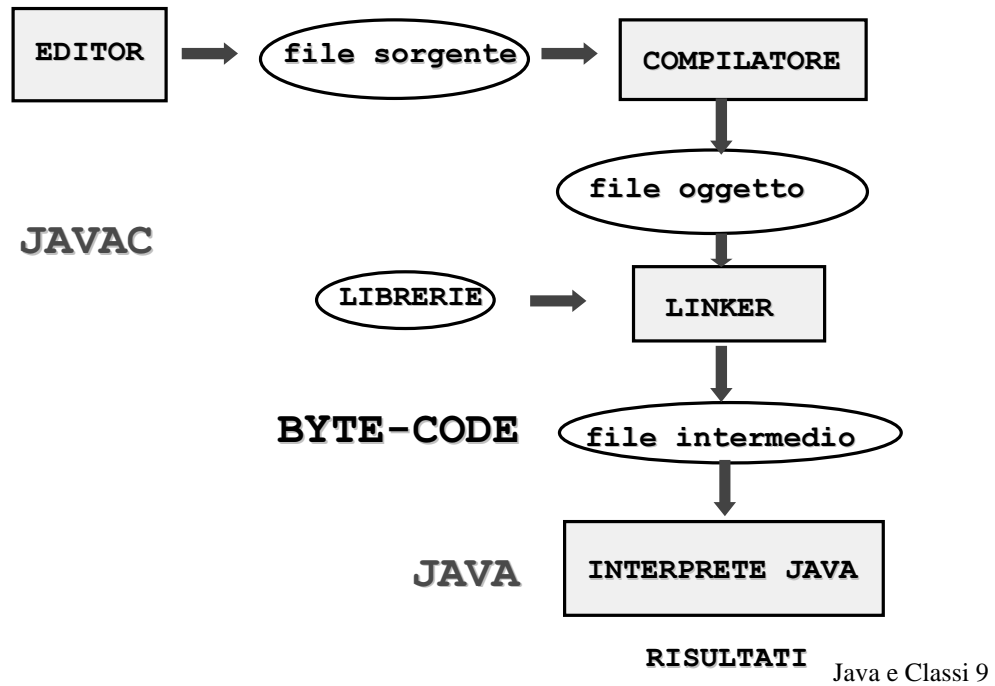 EDITOR
file sorgente
COMPILATORE
file oggetto
JAVAC
LIBRERIE
LINKER
BYTE-CODE
file intermedio
JAVA
INTERPRETE JAVA
RISULTATI
Java e Classi 9